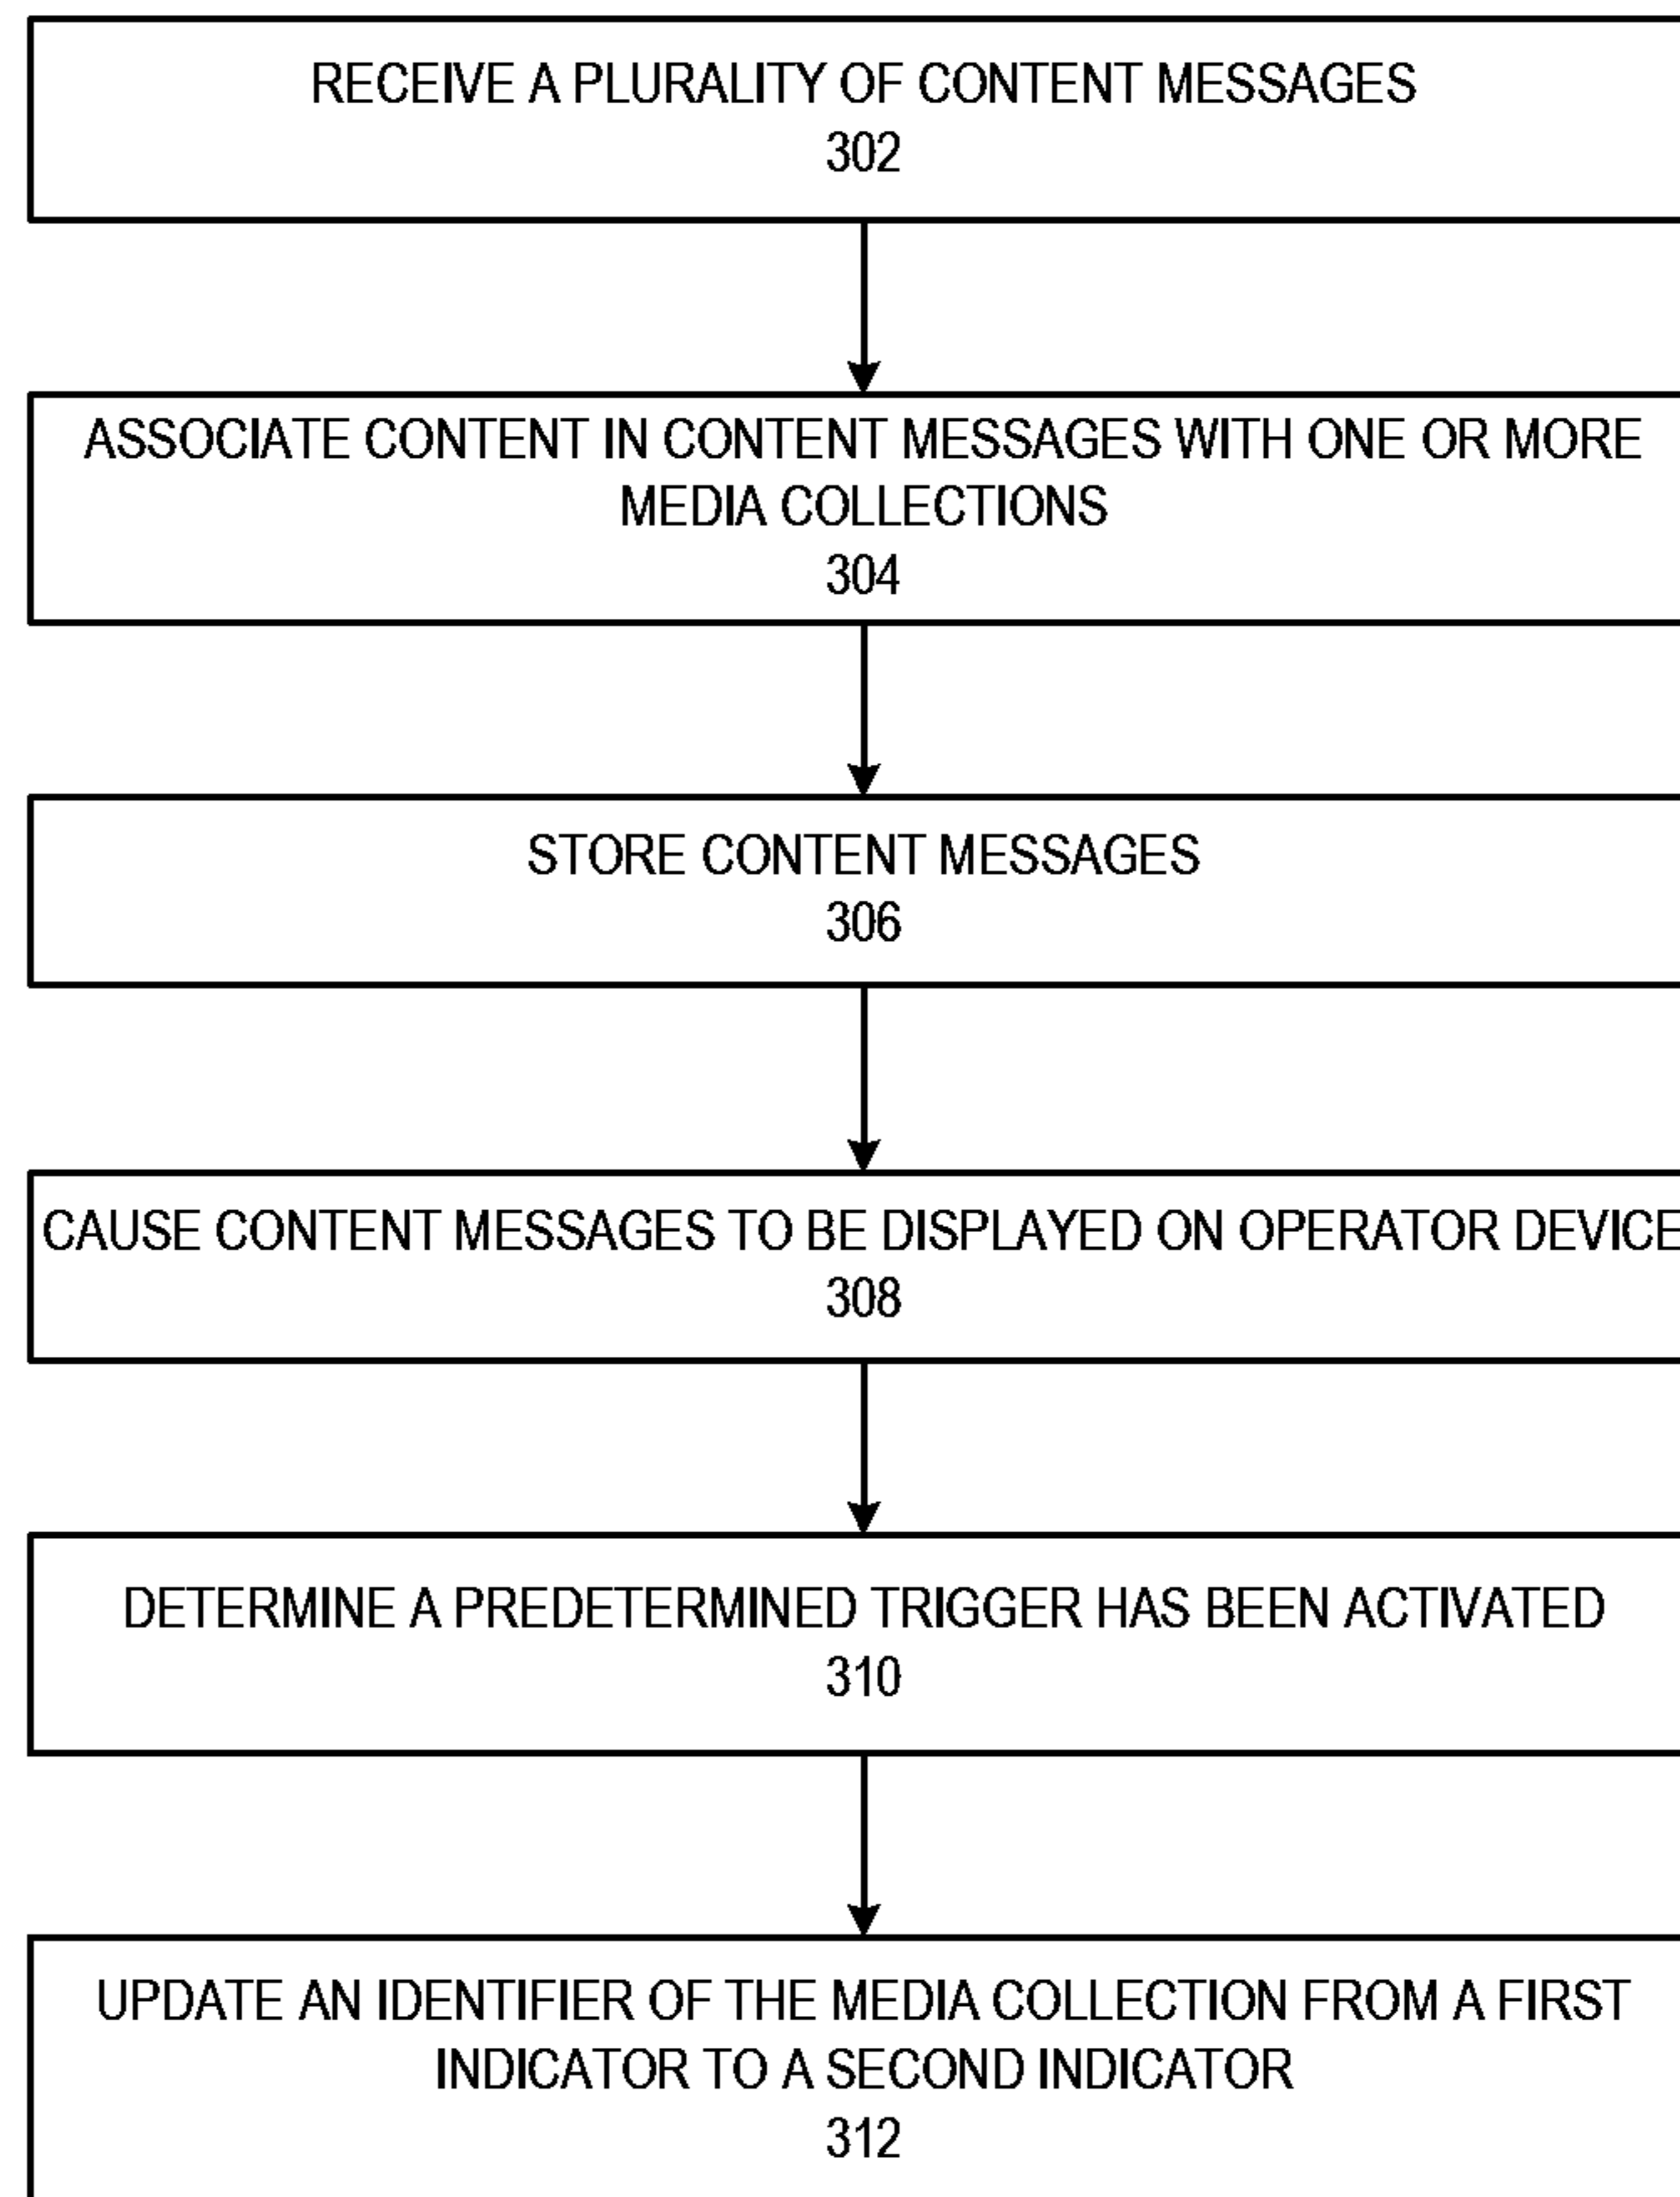 RECEIVE A PLURALITY OF CONTENT MESSAGES
302
ASSOCIATE CONTENT IN CONTENT MESSAGES WITH ONE OR MORE
MEDIA COLLECTIONS
304
STORE CONTENT MESSAGES
306
CAUSE CONTENT MESSAGES TO BE DISPLAYED ON OPERATOR DEVICE
308
DETERMINE A PREDETERMINED TRIGGER HAS BEEN ACTIVATED
310
UPDATE AN IDENTIFIER OF THE MEDIA COLLECTION FROM A FIRST
INDICATOR TO A SECOND INDICATOR
312